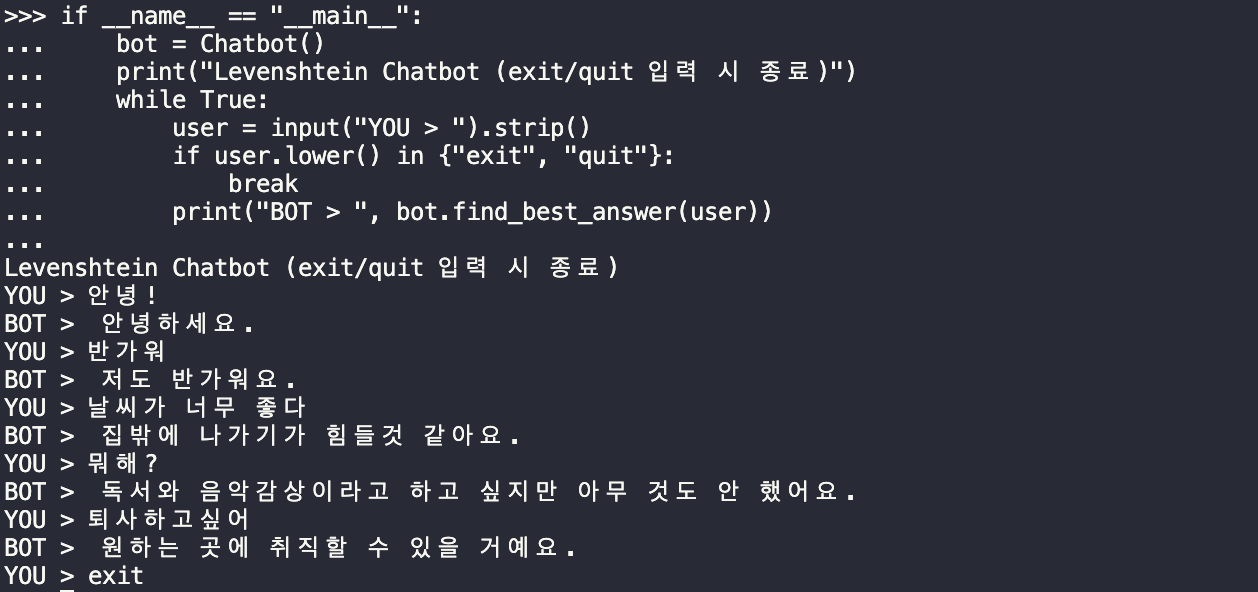 >>> if __name__ == "__main__":
...     bot = Chatbot()
...     print("Levenshtein Chatbot (exit/quit 입력 시 종료)")
...     while True:
...         user = input("YOU > ").strip()
...         if user.lower() in {"exit", "quit"}:
...             break
...         print("BOT > ", bot.find_best_answer(user))
...
Levenshtein Chatbot (exit/quit 입력 시 종료)
YOU > 안녕!
BOT >  안녕하세요.
YOU > 반가워
BOT >  저도 반가워요.
YOU > 날씨가 너무 좋다
BOT >  집밖에 나가기가 힘들것 같아요.
YOU > 뭐해?
BOT >  독서와 음악감상이라고 하고 싶지만 아무 것도 안 했어요.
YOU > 퇴사하고싶어
BOT >  원하는 곳에 취직할 수 있을 거예요.
YOU > exit